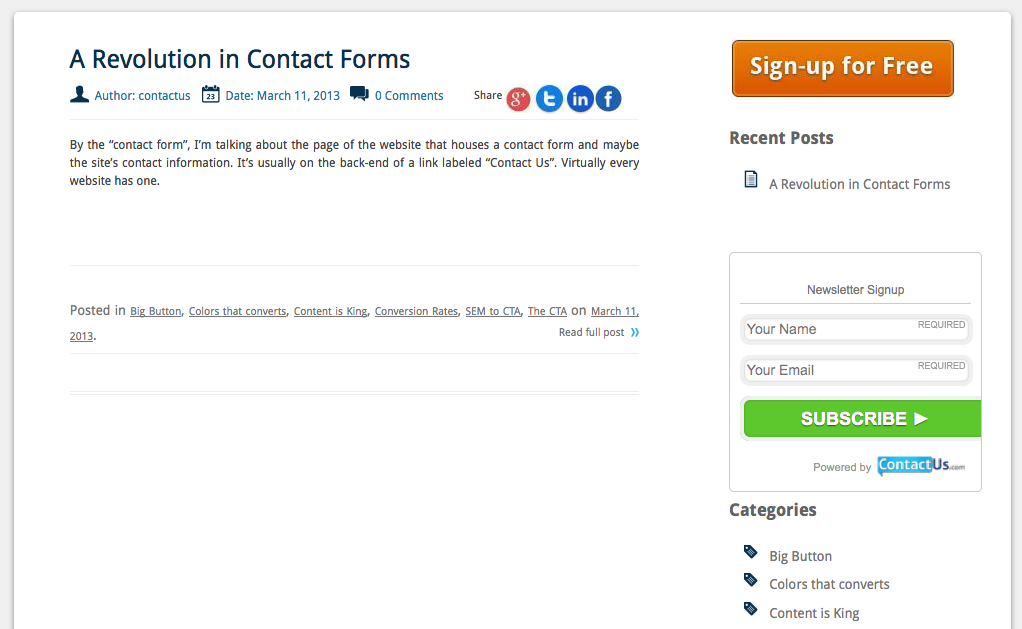 A Revolution in Contact Forms
Author: contactus 23 Date: March 11, 2013 0 Comments Share g+ t in f
By the “contact form”, I’m talking about the page of the website that houses a contact form and maybe
the site’s contact information. It’s usually on the back-end of a link labeled “Contact Us”. Virtually every
website has one.
Posted in Big Button, Colors that converts, Content is King, Conversion Rates, SEM to CTA, The CTA on March 11,
2013.
Read full post »
Sign-up for Free
Recent Posts
A Revolution in Contact Forms
Newsletter Signup
Your Name REQUIRED
Your Email REQUIRED
SUBSCRIBE ►
Powered by ContactUs.com
Categories
Big Button
Colors that converts
Content is King